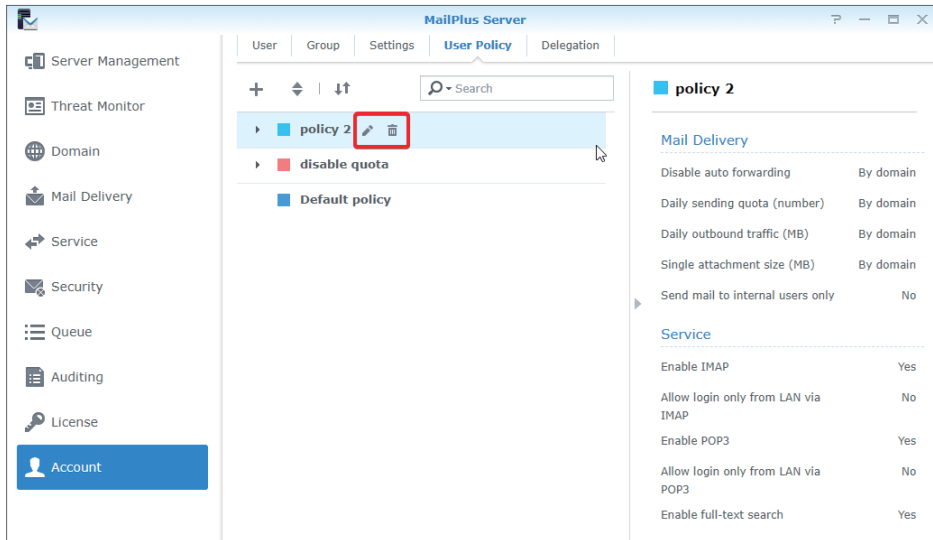 MailPlus Server
Server Management
Threat Monitor
Domain
Mail Delivery
Service
Security
Queue
Auditing
License
Account
User Group Settings User Policy Delegation
Search
policy 2
disable quota
Default policy
policy 2
Mail Delivery
Disable auto forwarding By domain
Daily sending quota (number) By domain
Daily outbound traffic (MB) By domain
Single attachment size (MB) By domain
Send mail to internal users only No
Service
Enable IMAP Yes
Allow login only from LAN via No
IMAP
Enable POP3 Yes
Allow login only from LAN via No
POP3
Enable full-text search Yes